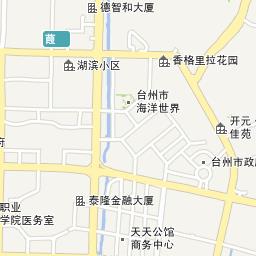 德智和大厦
葭
湖滨小区
香格里拉花园
台州市
海洋世界
开元·
佳苑
台州市政
府
泰隆金融大厦
职业
学院医务室
天天公馆
商务中心